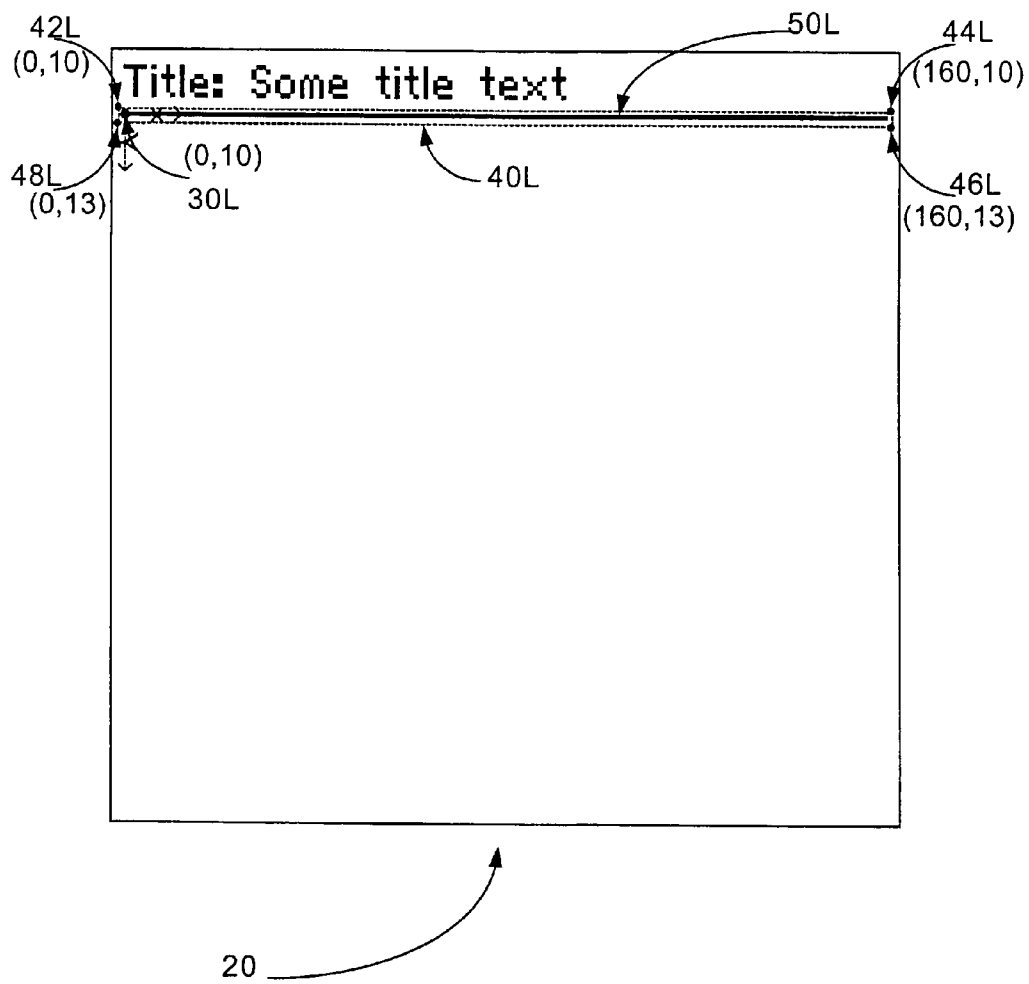 42L
50L
44L
(0,10)
(160,10)
Title: Some title text
X
(0,10)
48L
40L
46L
(0,13)
30L
(160,13)
20